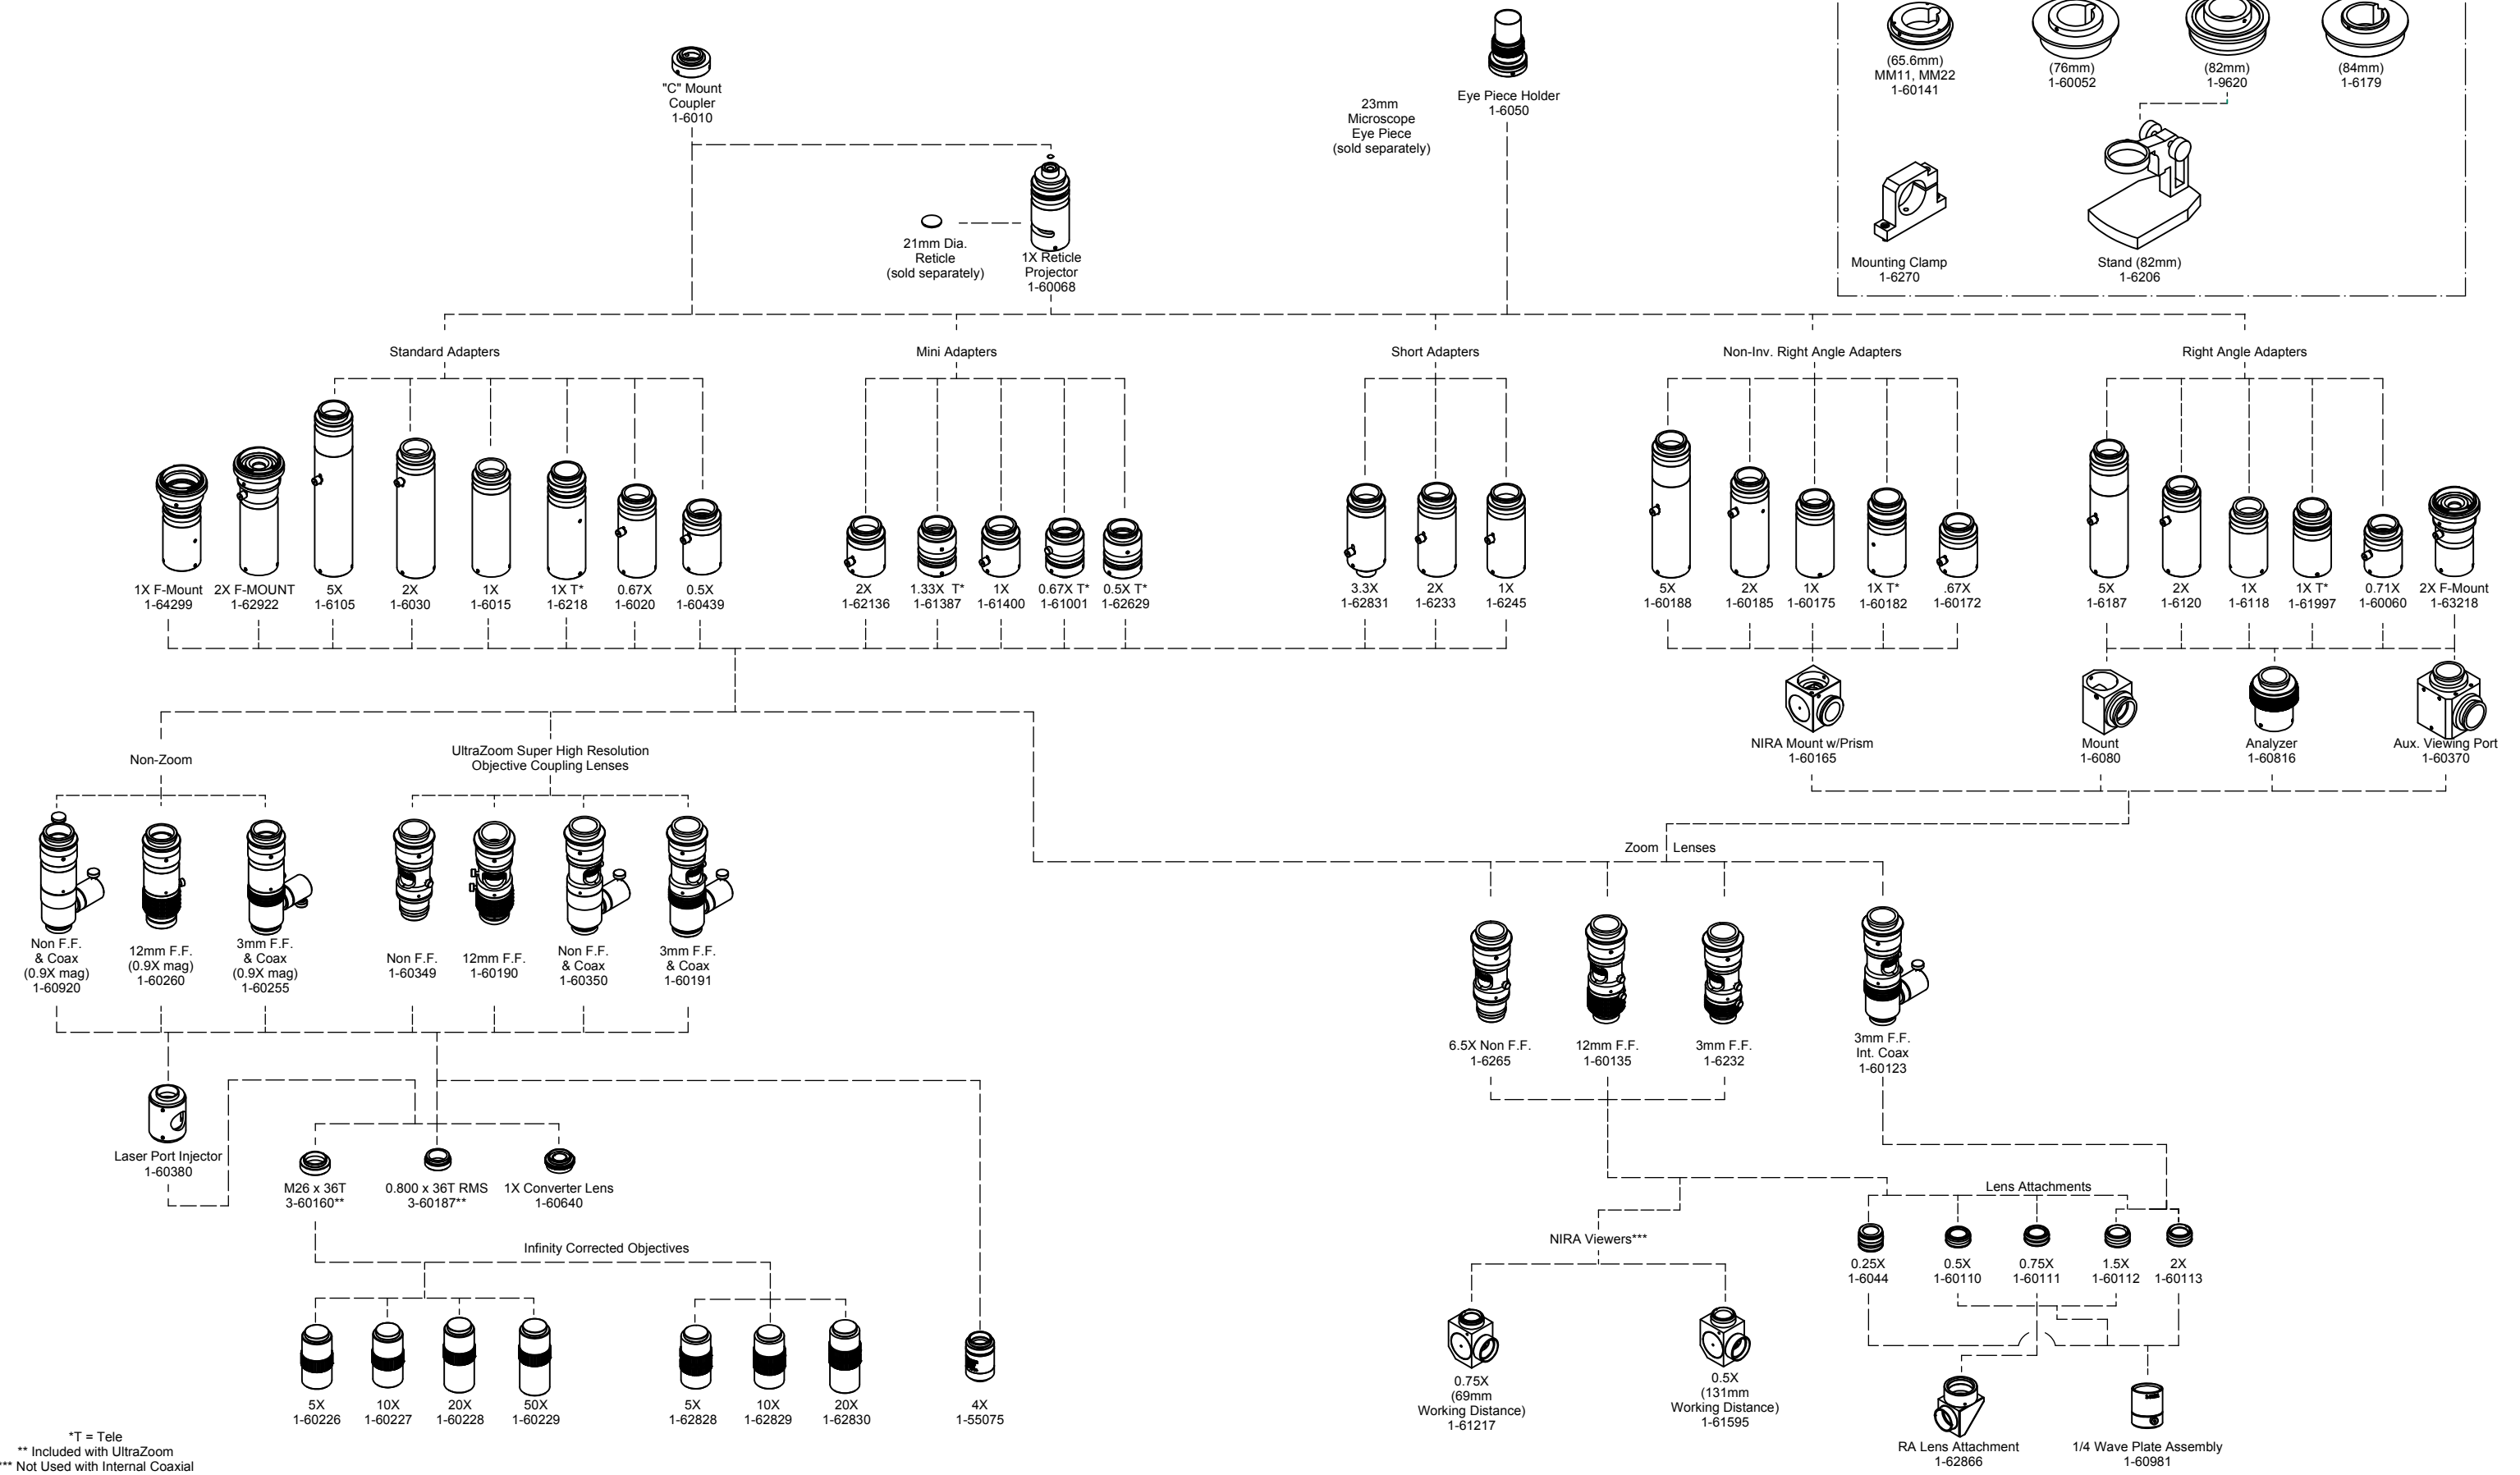 (65.6mm)
MM11, MM22
1-60141
(76mm)
1-60052
(82mm)
1-9620
(84mm)
1-6179
"C" Mount
Coupler
1-6010
23mm
Microscope
Eye Piece
(sold separately)
Eye Piece Holder
1-6050
21mm Dia.
Reticle
(sold separately)
1X Reticle
Projector
1-60068
Mounting Clamp
1-6270
Stand (82mm)
1-6206
Standard Adapters
Mini Adapters
Short Adapters
Non-Inv. Right Angle Adapters
Right Angle Adapters
1X F-Mount
1-64299
2X F-MOUNT
1-62922
5X
1-6105
2X
1-6030
1X
1-6015
1X T*
1-6218
0.67X
1-6020
0.5X
1-60439
2X
1-62136
1.33X T*
1-61387
1X
1-61400
0.67X T*
1-61001
0.5X T*
1-62629
3.3X
1-62831
2X
1-6233
1X
1-6245
5X
1-60188
2X
1-60185
1X
1-60175
1X T*
1-60182
.67X
1-60172
5X
1-6187
2X
1-6120
1X
1-6118
1X T*
1-61997
0.71X
1-60060
2X F-Mount
1-63218
NIRA Mount w/Prism
1-60165
Mount
1-6080
Analyzer
1-60816
Aux. Viewing Port
1-60370
Non-Zoom
UltraZoom Super High Resolution
Objective Coupling Lenses
Zoom Lenses
Non F.F.
& Coax
(0.9X mag)
1-60920
12mm F.F.
(0.9X mag)
1-60260
3mm F.F.
& Coax
(0.9X mag)
1-60255
Non F.F.
1-60349
12mm F.F.
1-60190
Non F.F.
& Coax
1-60350
3mm F.F.
& Coax
1-60191
6.5X Non F.F.
1-6265
12mm F.F.
1-60135
3mm F.F.
1-6232
3mm F.F.
Int. Coax
1-60123
Laser Port Injector
1-60380
M26 x 36T
3-60160**
0.800 x 36T RMS
3-60187**
1X Converter Lens
1-60640
Lens Attachments
NIRA Viewers***
Infinity Corrected Objectives
0.25X
1-6044
0.5X
1-60110
0.75X
1-60111
1.5X
1-60112
2X
1-60113
5X
1-60226
10X
1-60227
20X
1-60228
50X
1-60229
5X
1-62828
10X
1-62829
20X
1-62830
4X
1-55075
0.75X
(69mm
Working Distance)
1-61217
0.5X
(131mm
Working Distance)
1-61595
RA Lens Attachment
1-62866
1/4 Wave Plate Assembly
1-60981
*T = Tele
** Included with UltraZoom
*** Not Used with Internal Coaxial